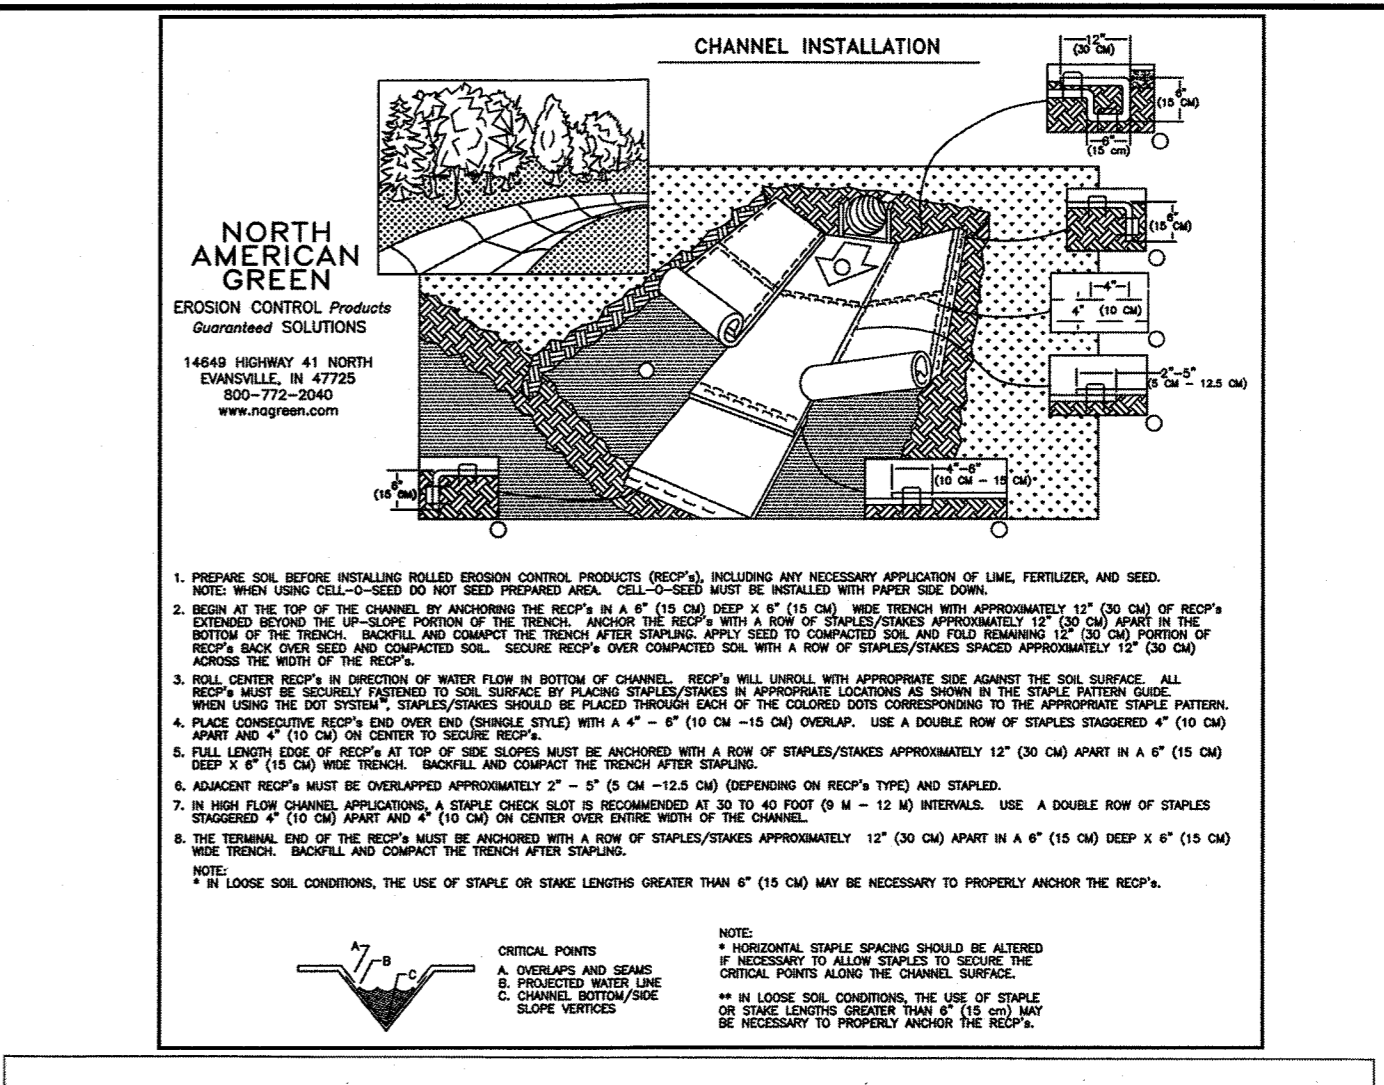 CHANNEL INSTALLATION
12"
(30 CM)
6"
(15 CM)
6"
(15 cm)
NORTH
AMERICAN
GREEN
EROSION CONTROL Products
Guaranteed SOLUTIONS
14649 HIGHWAY 41 NORTH
EVANSVILLE, IN 47725
800-772-2040
www.nagreen.com
6"
(15 CM)
4"
4" (10 CM)
2"-5"
(5 CM - 12.5 CM)
6"
(15 CM)
4"-6"
(10 CM - 15 CM)
1. PREPARE SOIL BEFORE INSTALLING ROLLED EROSION CONTROL PRODUCTS (RECP's), INCLUDING ANY NECESSARY APPLICATION OF LIME, FERTILIZER, AND SEED.
NOTE: WHEN USING CELL-O-SEED DO NOT SEED PREPARED AREA. CELL-O-SEED MUST BE INSTALLED WITH PAPER SIDE DOWN.
2. BEGIN AT THE TOP OF THE CHANNEL BY ANCHORING THE RECP's IN A 6" (15 CM) DEEP X 6" (15 CM) WIDE TRENCH WITH APPROXIMATELY 12" (30 CM) OF RECP's
EXTENDED BEYOND THE UP-SLOPE PORTION OF THE TRENCH. ANCHOR THE RECP's WITH A ROW OF STAPLES/STAKES APPROXIMATELY 12" (30 CM) APART IN THE
BOTTOM OF THE TRENCH. BACKFILL AND COMAPCT THE TRENCH AFTER STAPLING. APPLY SEED TO COMPACTED SOIL AND FOLD REMAINING 12" (30 CM) PORTION OF
RECP's BACK OVER SEED AND COMPACTED SOIL. SECURE RECP's OVER COMPACTED SOIL WITH A ROW OF STAPLES/STAKES SPACED APPROXIMATELY 12" (30 CM)
ACROSS THE WIDTH OF THE RECP's.
3. ROLL CENTER RECP's IN DIRECTION OF WATER FLOW IN BOTTOM OF CHANNEL. RECP's WILL UNROLL WITH APPROPRIATE SIDE AGAINST THE SOIL SURFACE. ALL
RECP's MUST BE SECURELY FASTENED TO SOIL SURFACE BY PLACING STAPLES/STAKES IN APPROPRIATE LOCATIONS AS SHOWN IN THE STAPLE PATTERN GUIDE.
WHEN USING THE DOT SYSTEM™, STAPLES/STAKES SHOULD BE PLACED THROUGH EACH OF THE COLORED DOTS CORRESPONDING TO THE APPROPRIATE STAPLE PATTERN.
4. PLACE CONSECUTIVE RECP's END OVER END (SHINGLE STYLE) WITH A 4" - 6" (10 CM -15 CM) OVERLAP. USE A DOUBLE ROW OF STAPLES STAGGERED 4" (10 CM)
APART AND 4" (10 CM) ON CENTER TO SECURE RECP's.
5. FULL LENGTH EDGE OF RECP's AT TOP OF SIDE SLOPES MUST BE ANCHORED WITH A ROW OF STAPLES/STAKES APPROXIMATELY 12" (30 CM) APART IN A 6" (15 CM)
DEEP X 6" (15 CM) WIDE TRENCH. BACKFILL AND COMPACT THE TRENCH AFTER STAPLING.
6. ADJACENT RECP's MUST BE OVERLAPPED APPROXIMATELY 2" - 5" (5 CM -12.5 CM) (DEPENDING ON RECP's TYPE) AND STAPLED.
7. IN HIGH FLOW CHANNEL APPLICATIONS, A STAPLE CHECK SLOT IS RECOMMENDED AT 30 TO 40 FOOT (9 M - 12 M) INTERVALS. USE A DOUBLE ROW OF STAPLES
STAGGERED 4" (10 CM) APART AND 4" (10 CM) ON CENTER OVER ENTIRE WIDTH OF THE CHANNEL.
8. THE TERMINAL END OF THE RECP's MUST BE ANCHORED WITH A ROW OF STAPLES/STAKES APPROXIMATELY 12" (30 CM) APART IN A 6" (15 CM) DEEP X 6" (15 CM)
WIDE TRENCH. BACKFILL AND COMPACT THE TRENCH AFTER STAPLING.
NOTE:
* IN LOOSE SOIL CONDITIONS, THE USE OF STAPLE OR STAKE LENGTHS GREATER THAN 6" (15 CM) MAY BE NECESSARY TO PROPERLY ANCHOR THE RECP's.
A
B
C
CRITICAL POINTS
A. OVERLAPS AND SEAMS
B. PROJECTED WATER LINE
C. CHANNEL BOTTOM/SIDE
SLOPE VERTICES
NOTE:
* HORIZONTAL STAPLE SPACING SHOULD BE ALTERED
IF NECESSARY TO ALLOW STAPLES TO SECURE THE
CRITICAL POINTS ALONG THE CHANNEL SURFACE.
** IN LOOSE SOIL CONDITIONS, THE USE OF STAPLE
OR STAKE LENGTHS GREATER THAN 6" (15 cm) MAY
BE NECESSARY TO PROPERLY ANCHOR THE RECP's.